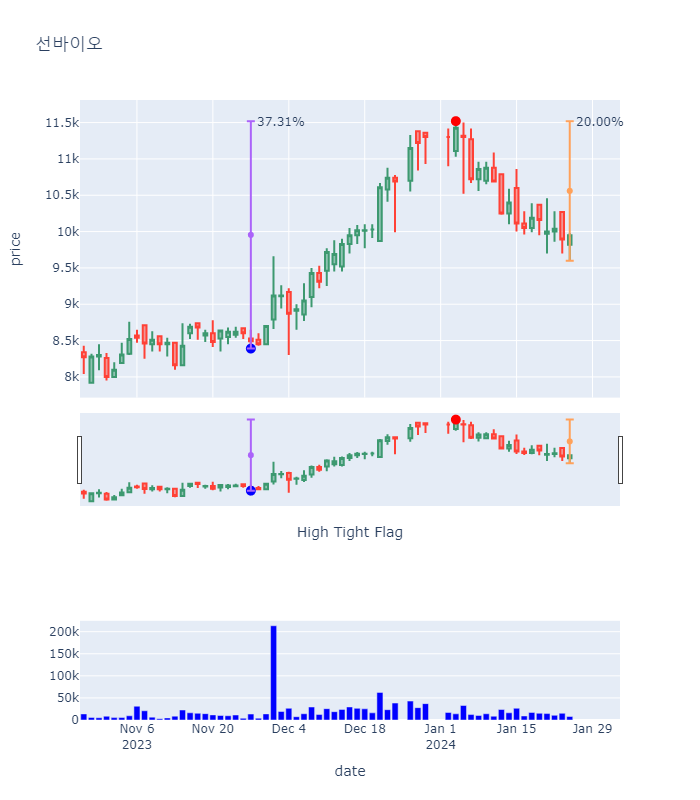 선바이오
11.5k
11k
10.5k
10k
9.5k
9k
8.5k
8k
price
37.31%
20.00%
High Tight Flag
200k
150k
100k
50k
0
Nov 6
2023
Nov 20
Dec 4
Dec 18
Jan 1
2024
Jan 15
Jan 29
date